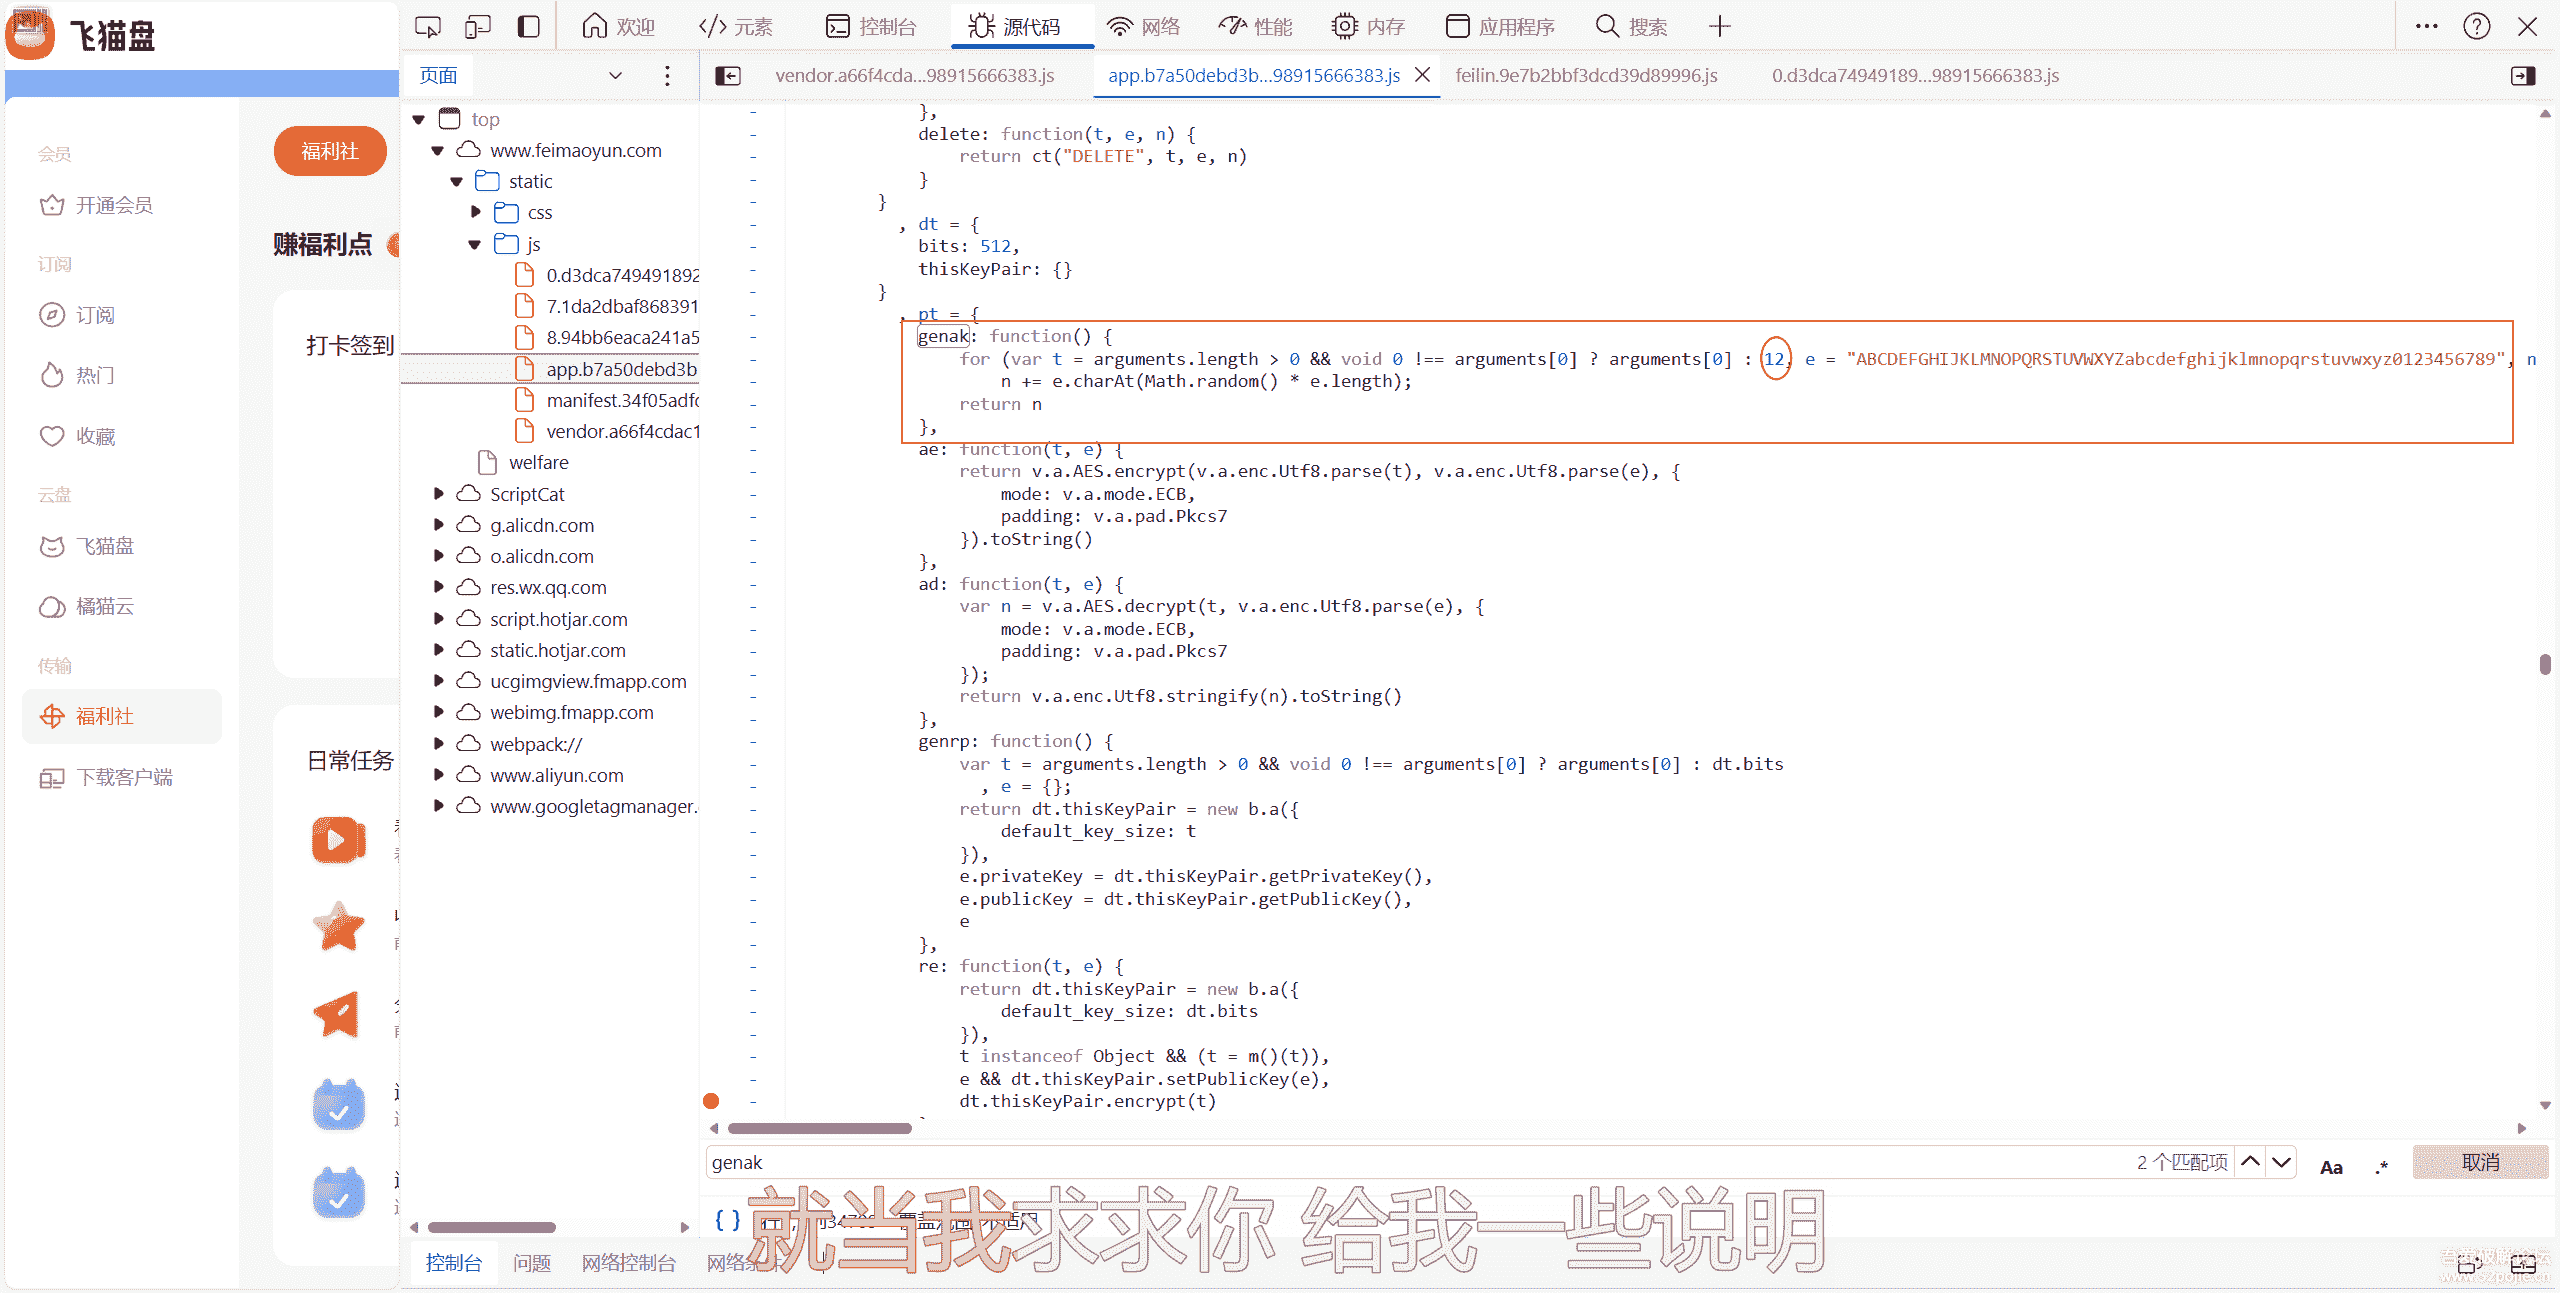 飞猫盘
欢迎
元素
控制台
源代码
网络
性能
内存
应用程序
搜索
页面
vendor.a66f4cda...98915666383.js
app.b7a50debd3b...98915666383.js
feilin.9e7b2bbf3dcd39d89996.js
0.d3dca74949189...98915666383.js
会员
开通会员
订阅
订阅
热门
收藏
云盘
飞猫盘
橘猫云
传输
福利社
下载客户端
福利社
赚福利点
打卡签到
日常任务
top
www.feimaoyun.com
static
css
js
0.d3dca749491892
7.1da2dbaf868391
8.94bb6eaca241a5
app.b7a50debd3b
manifest.34f05adfc
vendor.a66f4cdac1
welfare
ScriptCat
g.alicdn.com
o.alicdn.com
res.wx.qq.com
script.hotjar.com
static.hotjar.com
ucgimgview.fmapp.com
webimg.fmapp.com
webpack://
www.aliyun.com
www.googletagmanager.
},
delete: function(t, e, n) {
return ct("DELETE", t, e, n)
}
}
, dt = {
bits: 512,
thisKeyPair: {}
}
, pt = {
genak: function() {
for (var t = arguments.length > 0 && void 0 !== arguments[0] ? arguments[0] : 12, e = "ABCDEFGHIJKLMNOPQRSTUVWXYZabcdefghijklmnopqrstuvwxyz0123456789", n
n += e.charAt(Math.random() * e.length);
return n
},
ae: function(t, e) {
return v.a.AES.encrypt(v.a.enc.Utf8.parse(t), v.a.enc.Utf8.parse(e), {
mode: v.a.mode.ECB,
padding: v.a.pad.Pkcs7
}).toString()
},
ad: function(t, e) {
var n = v.a.AES.decrypt(t, v.a.enc.Utf8.parse(e), {
mode: v.a.mode.ECB,
padding: v.a.pad.Pkcs7
});
return v.a.enc.Utf8.stringify(n).toString()
},
genrp: function() {
var t = arguments.length > 0 && void 0 !== arguments[0] ? arguments[0] : dt.bits
, e = {};
return dt.thisKeyPair = new b.a({
default_key_size: t
}),
e.privateKey = dt.thisKeyPair.getPrivateKey(),
e.publicKey = dt.thisKeyPair.getPublicKey(),
e
},
re: function(t, e) {
return dt.thisKeyPair = new b.a({
default_key_size: dt.bits
}),
t instanceof Object && (t = m()(t)),
e && dt.thisKeyPair.setPublicKey(e),
dt.thisKeyPair.encrypt(t)
genak
2 个匹配项
Aa
.*
取消
{ }
就当我求求你 给我一些说明
控制台
问题
网络控制台
www.52pojie.cn